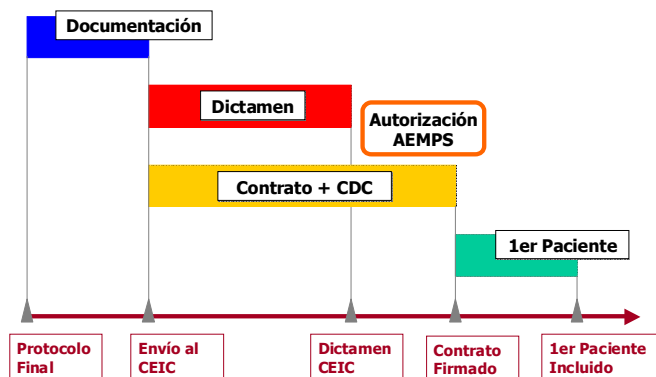 Documentación
Dictamen
Autorización
AEMPS
Contrato + CDC
1er Paciente
Protocolo
Final
Envío al
CEIC
Dictamen
CEIC
Contrato
Firmado
1er Paciente
Incluido